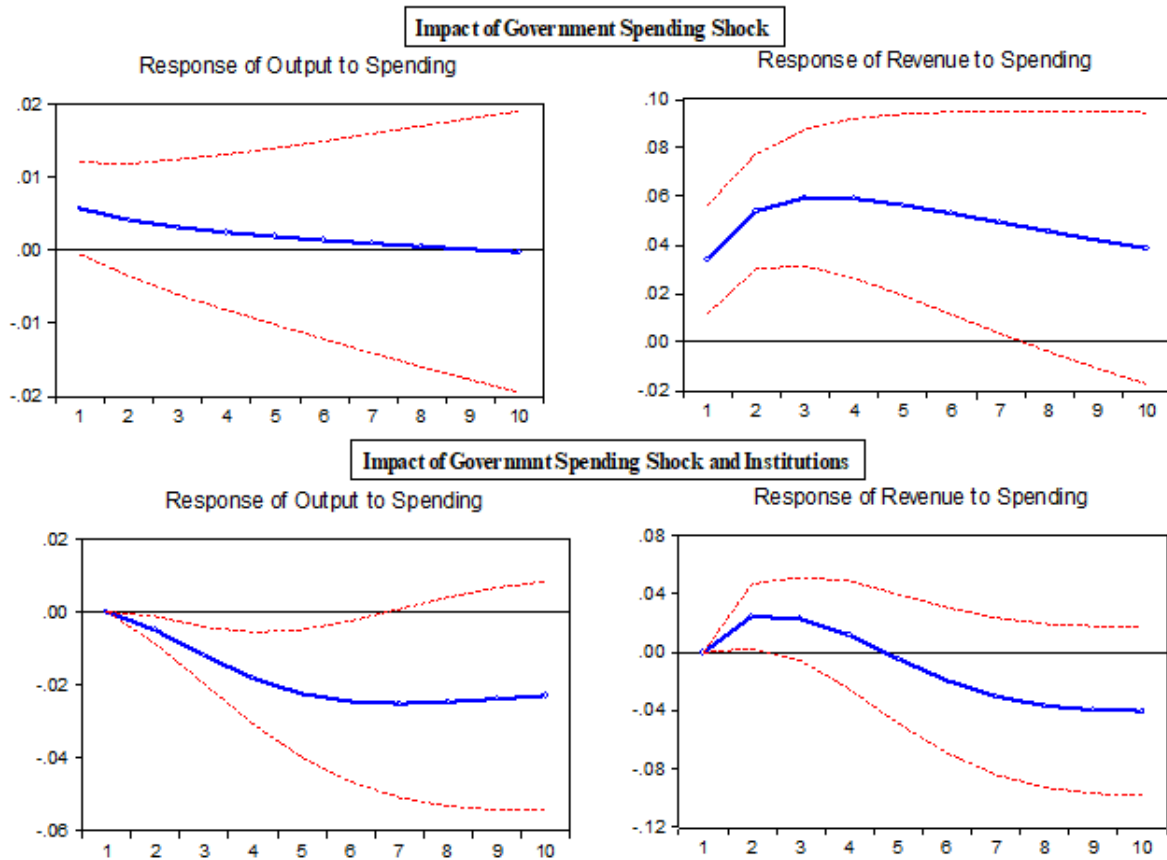 Impact of Government Spending Shock
Response of Output to Spending
Response of Revenue to Spending
.02
.01
.00
-.01
-.02
1 2 3 4 5 6 7 8 9 10
.10
.08
.06
.04
.02
.00
-.02
1 2 3 4 5 6 7 8 9 10
Impact of Governmnt Spending Shock and Institutions
Response of Output to Spending
Response of Revenue to Spending
.02
.00
-.02
-.04
-.06
1 2 3 4 5 6 7 8 9 10
.08
.04
.00
-.04
-.08
-.12
1 2 3 4 5 6 7 8 9 10